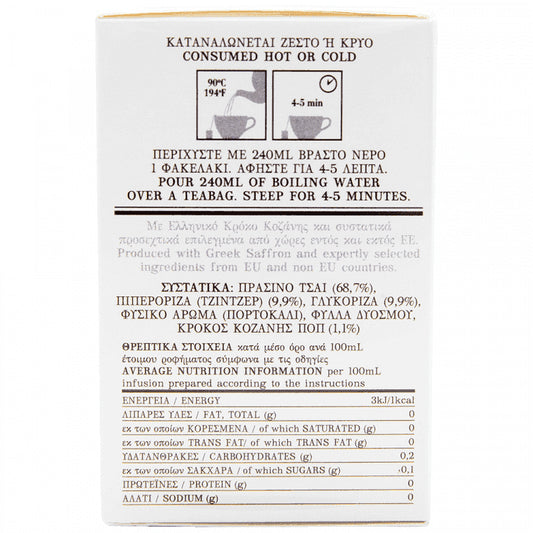 ΚΑΤΑΝΑΛΩΝΕΤΑΙ ΖΕΣΤΟ Ή ΚΡΥΟ
CONSUMED HOT OR COLD
90ºC
194ºF
4-5 min
ΠΕΡΙΧΥΣΤΕ ΜΕ 240ML ΒΡΑΣΤΟ ΝΕΡΟ
1 ΦΑΚΕΛΑΚΙ. ΑΦΗΣΤΕ ΓΙΑ 4-5 ΛΕΠΤΑ.
POUR 240ML OF BOILING WATER
OVER A TEABAG. STEEP FOR 4-5 MINUTES.
Με Ελληνικό Κρόκο Κοζάνης και συστατικά
προσεχτικά επιλεγμένα από χώρες εντός και εκτός ΕΕ.
Produced with Greek Saffron and expertly selected
ingredients from EU and non EU countries.
ΣΥΣΤΑΤΙΚΑ: ΠΡΑΣΙΝΟ ΤΣΑΙ (68,7%),
ΠΙΠΕΡΟΡΙΖΑ (ΤΖΙΝΤΖΕΡ) (9,9%), ΓΛΥΚΟΡΙΖΑ (9,9%),
ΦΥΣΙΚΟ ΑΡΩΜΑ (ΠΟΡΤΟΚΑΛΙ), ΦΥΛΛΑ ΔΥΟΣΜΟΥ,
ΚΡΟΚΟΣ ΚΟΖΑΝΗΣ ΠΟΠ (1,1%)
ΘΡΕΠΤΙΚΑ ΣΤΟΙΧΕΙΑ κατά μέσο όρο ανά 100mL
έτοιμου ροφήματος σύμφωνα με τις οδηγίες
AVERAGE NUTRITION INFORMATION per 100mL
infusion prepared according to the instructions
ΕΝΕΡΓΕΙΑ / ENERGY 3kJ/1kcal
ΛΙΠΑΡΕΣ ΥΛΕΣ / FAT, TOTAL (g) 0
εκ των οποίων ΚΟΡΕΣΜΕΝΑ / of which SATURATED (g) 0
εκ των οποίων TRANS FAT/ of which TRANS FAT (g) 0
ΥΔΑΤΑΝΘΡΑΚΕΣ / CARBOHYDRATES (g) 0,2
εκ των οποίων ΣΑΚΧΑΡΑ / of which SUGARS (g) ‹0,1
ΠΡΩΤΕΪΝΕΣ / PROTEIN (g) 0
ΑΛΑΤΙ / SODIUM (g) 0